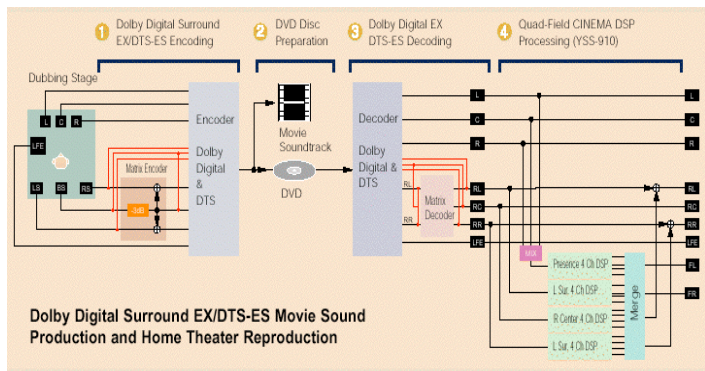 1 Dolby Digital Surround
EX/DTS-ES Encoding
2 DVD Disc
Preparation
3 Dolby Digital EX
DTS-ES Decoding
4 Quad-Field CINEMA DSP
Processing (YSS-910)
Dubbing Stage
L C R
LFE
LS BS RS
Matrix Encoder
-3dB
Encoder
Dolby
Digital
&
DTS
Movie
Soundtrack
DVD
Decoder
Dolby
Digital &
DTS
RL
RR
Matrix
Decoder
L
C
R
RL
RC
RR
LFE
MIX
Presence 4 Ch DSP
L Sur, 4 Ch DSP
R Center 4 Ch DSP
L Sur, 4 Ch DSP
Merge
L
C
R
RL
RC
RR
LFE
FL
FR
Dolby Digital Surround EX/DTS-ES Movie Sound
Production and Home Theater Reproduction